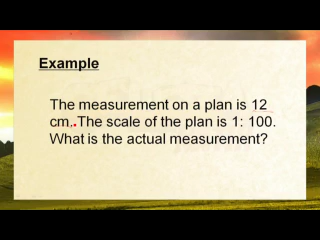 Example
The measurement on a plan is 12
cm. The scale of the plan is 1: 100.
What is the actual measurement?